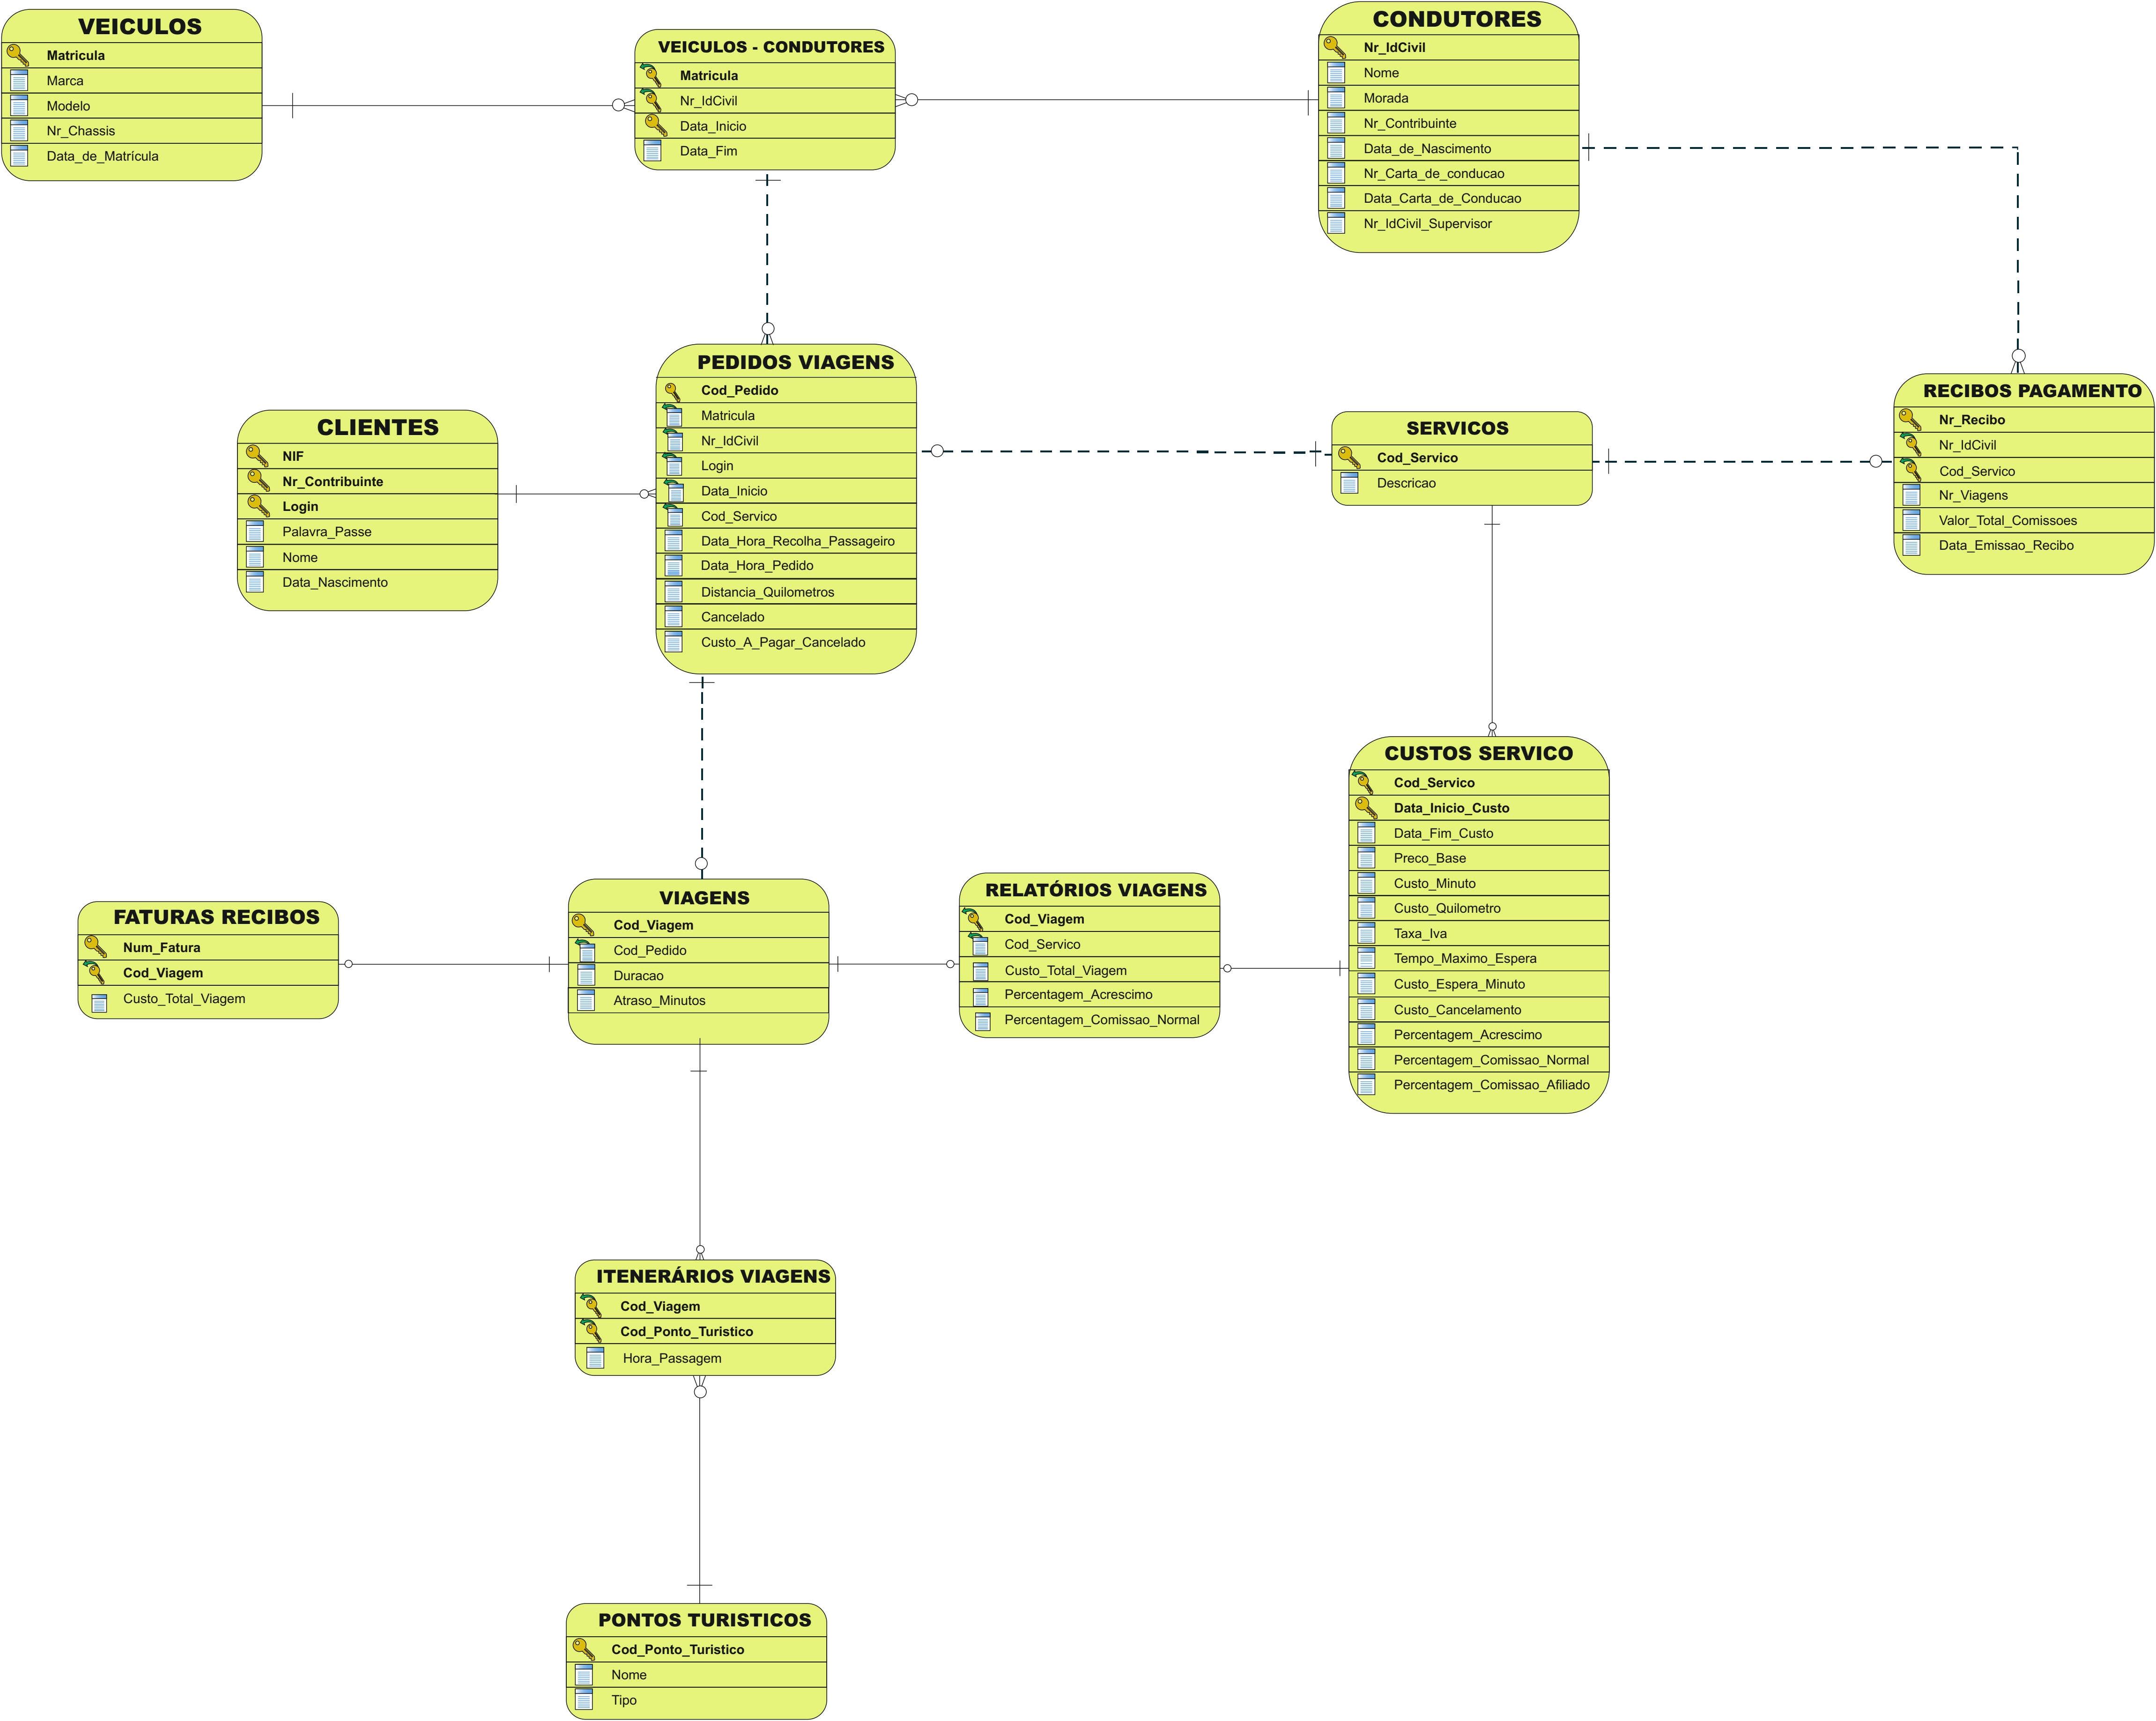 VEICULOS
Matricula
Marca
Modelo
Nr_Chassis
Data_de_Matrícula
VEICULOS - CONDUTORES
Matricula
Nr_IdCivil
Data_Inicio
Data_Fim
CONDUTORES
Nr_IdCivil
Nome
Morada
Nr_Contribuinte
Data_de_Nascimento
Nr_Carta_de_conducao
Data_Carta_de_Conducao
Nr_IdCivil_Supervisor
PEDIDOS VIAGENS
Cod_Pedido
Matricula
Nr_IdCivil
Login
Data_Inicio
Cod_Servico
Data_Hora_Recolha_Passageiro
Data_Hora_Pedido
Distancia_Quilometros
Cancelado
Custo_A_Pagar_Cancelado
CLIENTES
NIF
Nr_Contribuinte
Login
Palavra_Passe
Nome
Data_Nascimento
SERVICOS
Cod_Servico
Descricao
RECIBOS PAGAMENTO
Nr_Recibo
Nr_IdCivil
Cod_Servico
Nr_Viagens
Valor_Total_Comissoes
Data_Emissao_Recibo
CUSTOS SERVICO
Cod_Servico
Data_Inicio_Custo
Data_Fim_Custo
Preco_Base
Custo_Minuto
Custo_Quilometro
Taxa_Iva
Tempo_Maximo_Espera
Custo_Espera_Minuto
Custo_Cancelamento
Percentagem_Acrescimo
Percentagem_Comissao_Normal
Percentagem_Comissao_Afiliado
FATURAS RECIBOS
Num_Fatura
Cod_Viagem
Custo_Total_Viagem
VIAGENS
Cod_Viagem
Cod_Pedido
Duracao
Atraso_Minutos
RELATÓRIOS VIAGENS
Cod_Viagem
Cod_Servico
Custo_Total_Viagem
Percentagem_Acrescimo
Percentagem_Comissao_Normal
ITENERÁRIOS VIAGENS
Cod_Viagem
Cod_Ponto_Turistico
Hora_Passagem
PONTOS TURISTICOS
Cod_Ponto_Turistico
Nome
Tipo